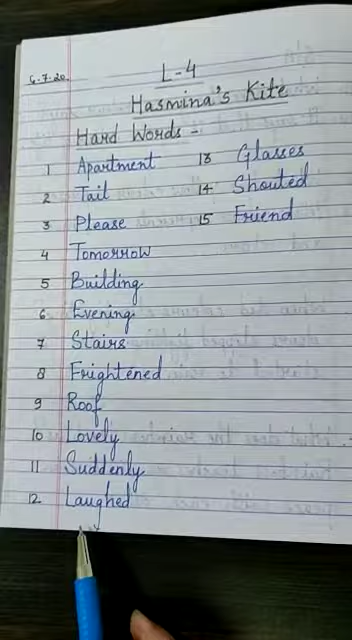 6.7.20
L-4
Hasmina's Kite
Hard Words -
1 Apartment 13 Glasses
2 Tail 14 Shouted
3 Please 15 Friend
4 Tomorrow
5 Building
6 Evening
7 Stairs
8 Frightened
9 Roof
10 Lovely
11 Suddenly
12 Laughed